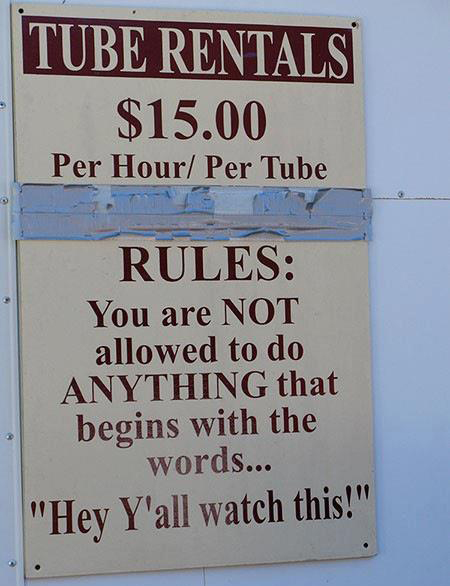 TUBE RENTALS
$15.00
Per Hour/ Per Tube
RULES:
You are NOT
allowed to do
ANYTHING that
begins with the
words...
"Hey Y'all watch this!"